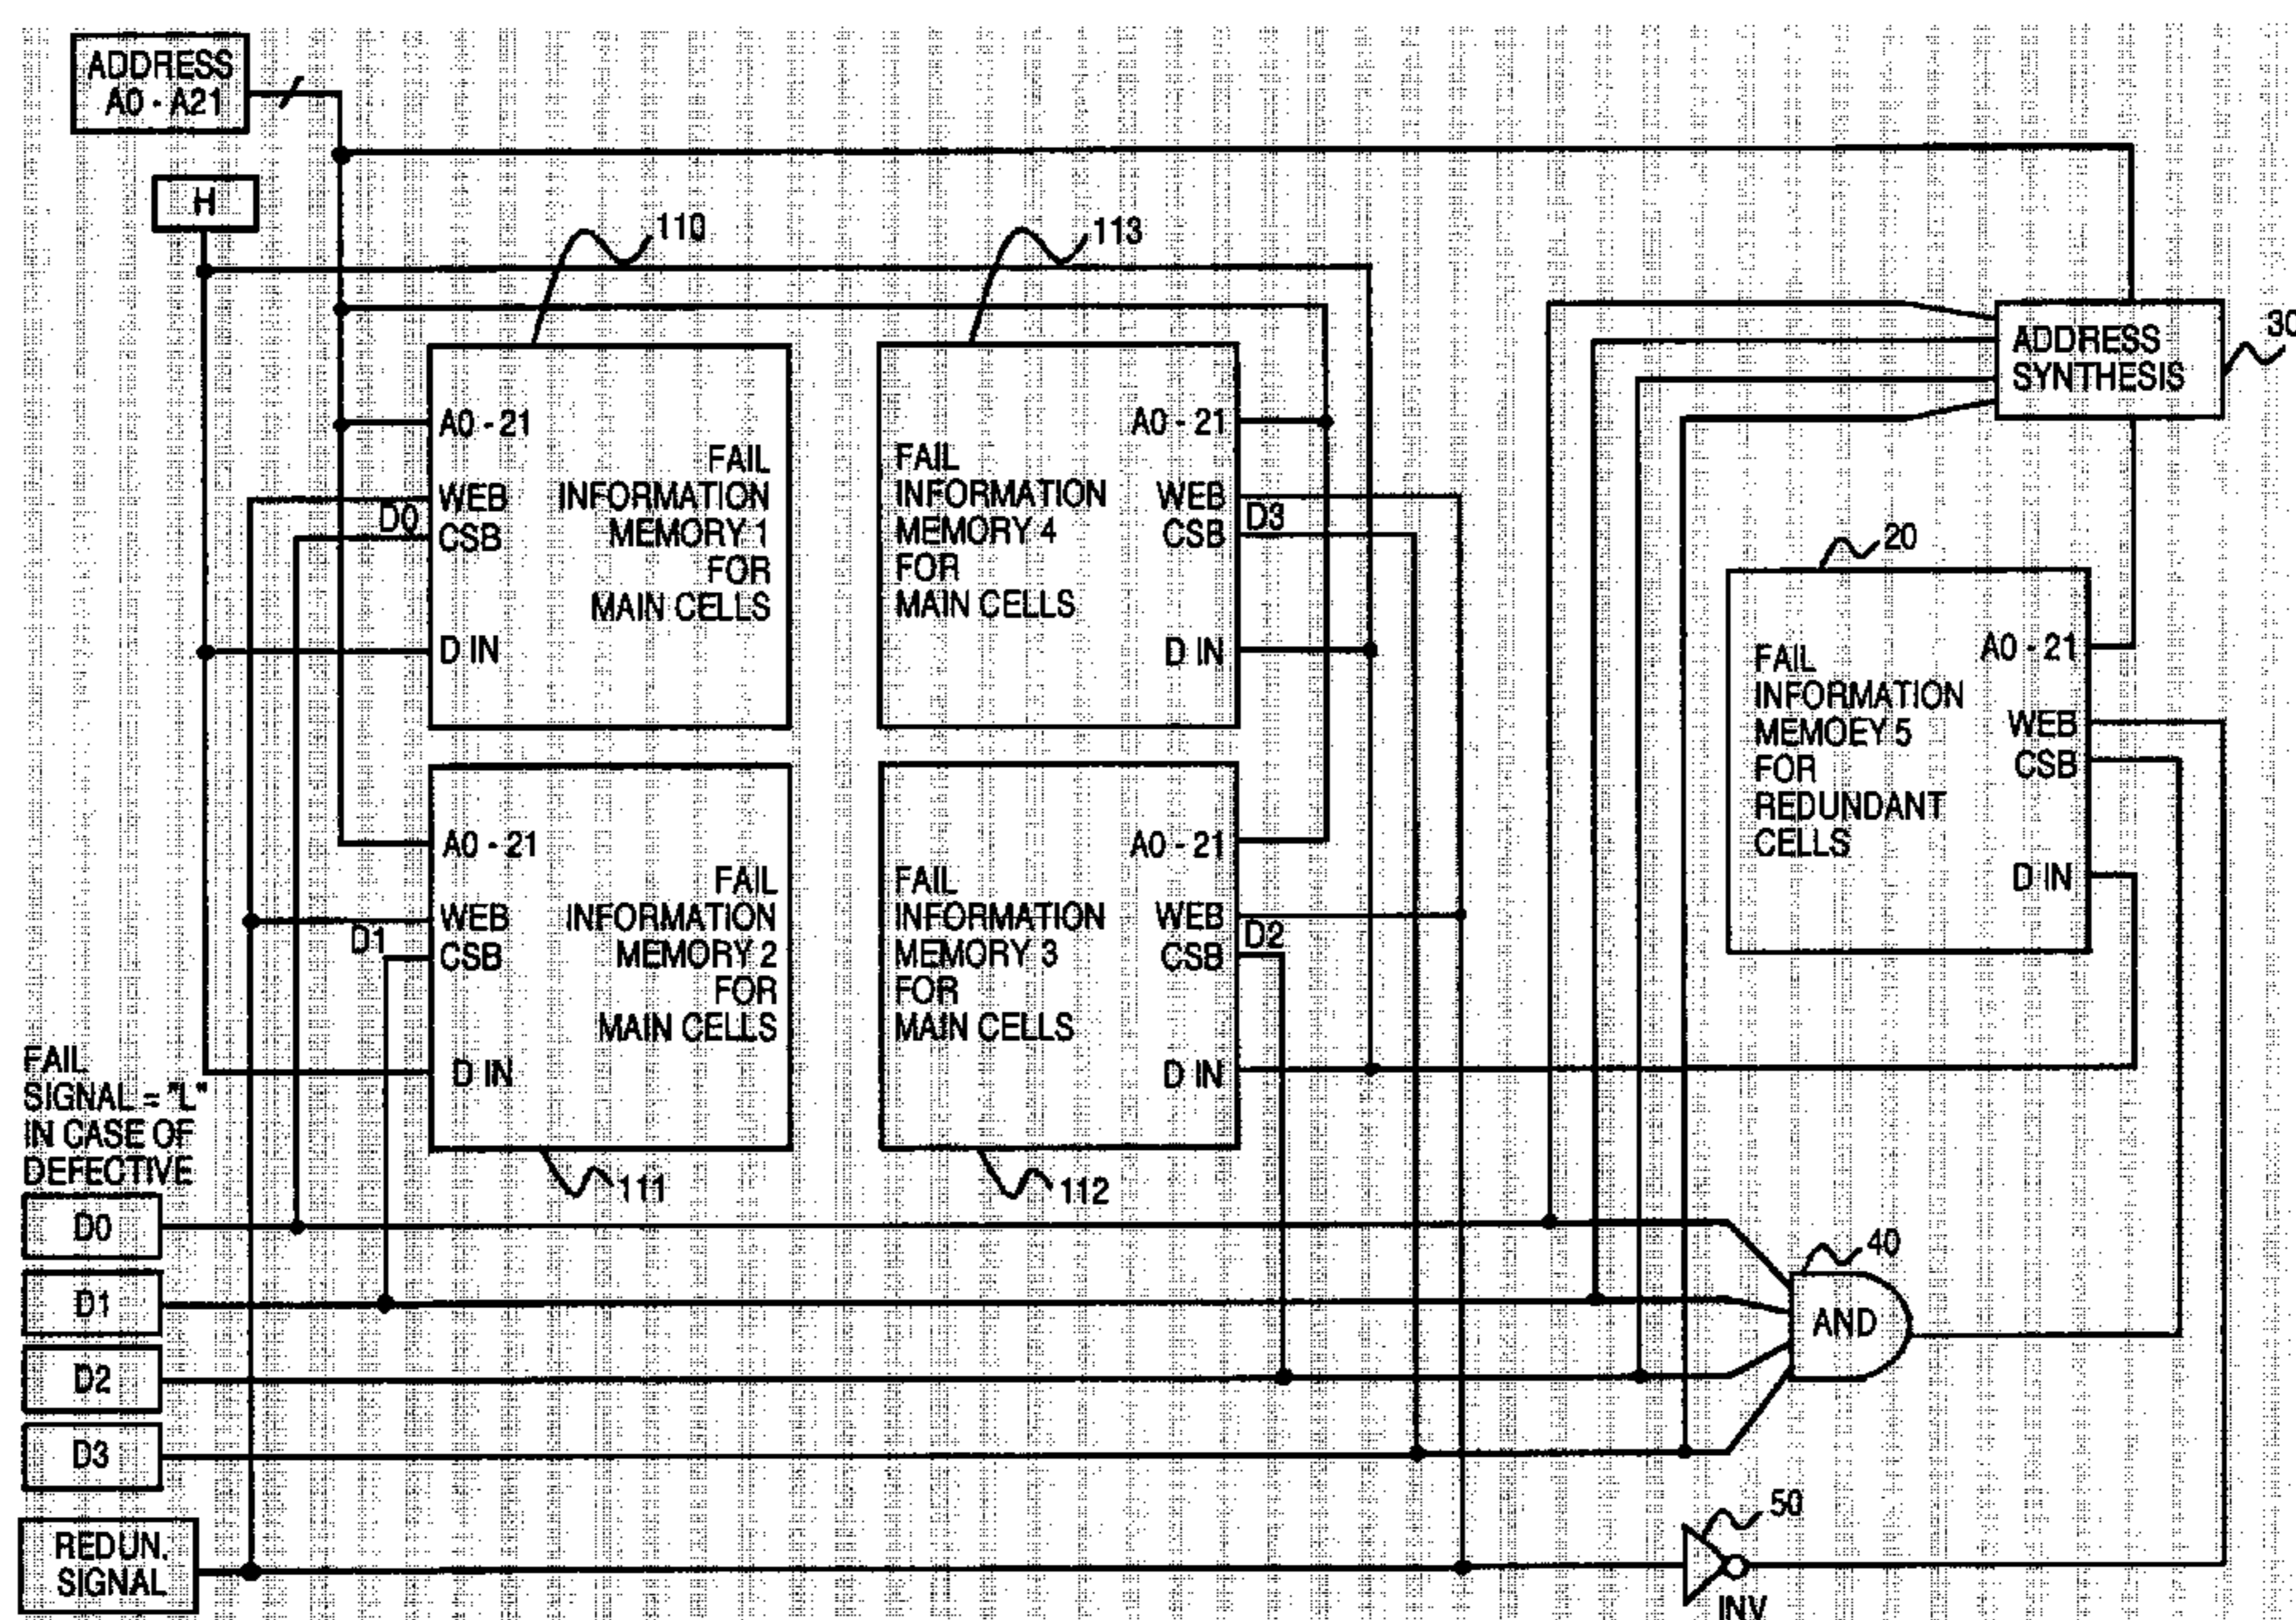 ADDRESS
A0 - A21
H
110
113
ADDRESS
SYNTHESIS
30
A0 - 21
WEB
CSB
D IN
D0
FAIL
INFORMATION
MEMORY 1
FOR
MAIN CELLS
FAIL
INFORMATION
MEMORY 4
FOR
MAIN CELLS
A0 - 21
WEB
CSB
D IN
D3
20
FAIL
INFORMATION
MEMOEY 5
FOR
REDUNDANT
CELLS
A0 - 21
WEB
CSB
D IN
A0 - 21
WEB
CSB
D IN
D1
FAIL
INFORMATION
MEMORY 2
FOR
MAIN CELLS
FAIL
INFORMATION
MEMORY 3
FOR
MAIN CELLS
A0 - 21
WEB
CSB
D IN
D2
111
112
FAIL
SIGNAL = "L"
IN CASE OF
DEFECTIVE
D0
D1
D2
D3
REDUN.
SIGNAL
40
AND
50
INV